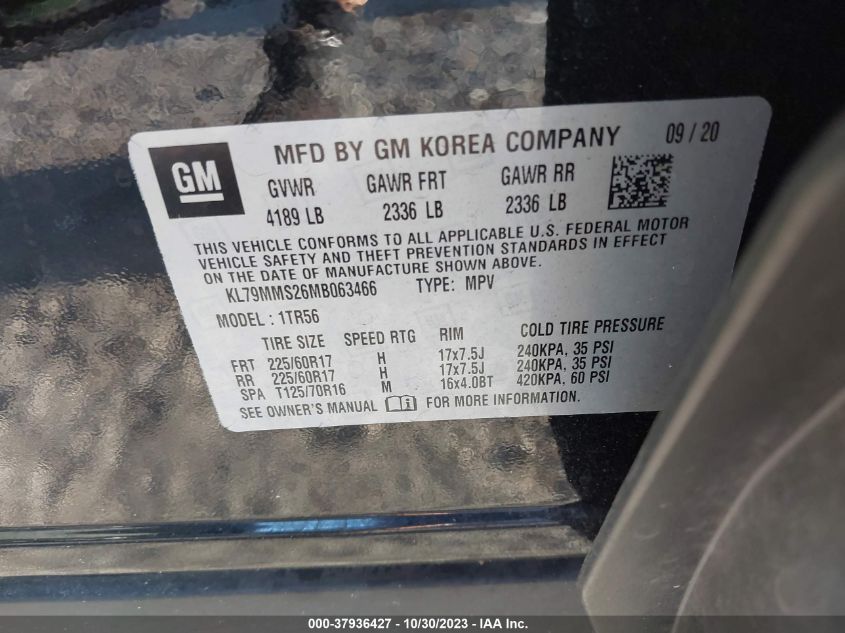 GM
MFD BY GM KOREA COMPANY 09 / 20
GVWR GAWR FRT GAWR RR
4189 LB 2336 LB 2336 LB
THIS VEHICLE CONFORMS TO ALL APPLICABLE U.S. FEDERAL MOTOR
VEHICLE SAFETY AND THEFT PREVENTION STANDARDS IN EFFECT
ON THE DATE OF MANUFACTURE SHOWN ABOVE.
KL79MMS26MB063466 TYPE: MPV
MODEL : 1TR56
TIRE SIZE SPEED RTG RIM COLD TIRE PRESSURE
FRT 225/60R17 H 17x7.5J 240KPA, 35 PSI
RR 225/60R17 H 17x7.5J 240KPA, 35 PSI
SPA T125/70R16 M 16x4.0BT 420KPA, 60 PSI
SEE OWNER'S MANUAL FOR MORE INFORMATION.
000-37936427 - 10/30/2023 - IAA Inc.